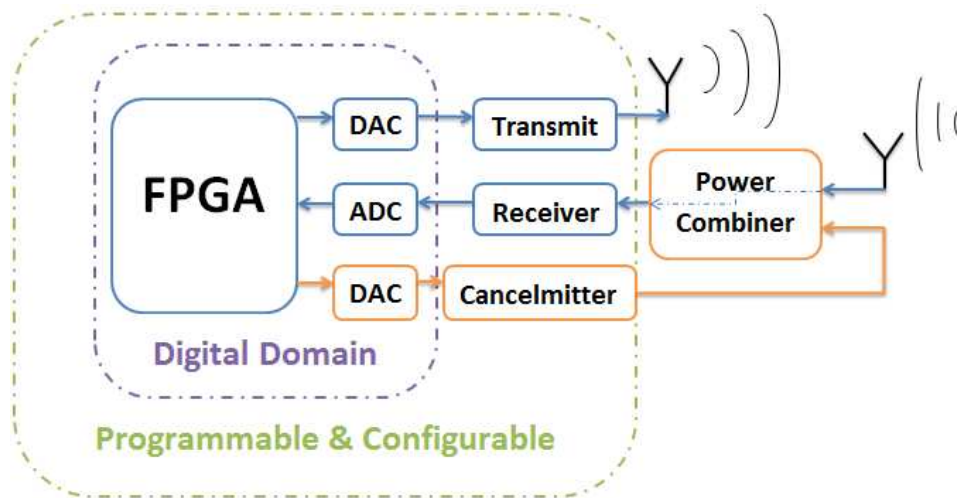 DAC
Transmit
FPGA
ADC
Receiver
Power
Combiner
DAC
Cancelmitter
Digital Domain
Programmable & Configurable